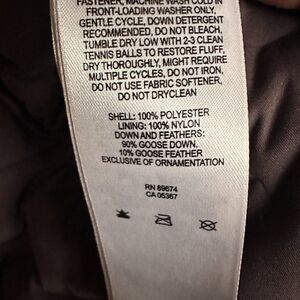 FASTENER, MACHINE WASH COLD IN
FRONT-LOADING WASHER ONLY,
GENTLE CYCLE, DOWN DETERGENT
RECOMMENDED, DO NOT BLEACH,
TUMBLE DRY LOW WITH 2-3 CLEAN
TENNIS BALLS TO RESTORE FLUFF,
DRY THOROUGHLY, MIGHT REQUIRE
MULTIPLE CYCLES, DO NOT IRON,
DO NOT USE FABRIC SOFTENER,
DO NOT DRYCLEAN
SHELL: 100% POLYESTER
LINING: 100% NYLON
DOWN AND FEATHERS:
90% GOOSE DOWN,
10% GOOSE FEATHER
EXCLUSIVE OF ORNAMENTATION
RN 89674
CA 05367